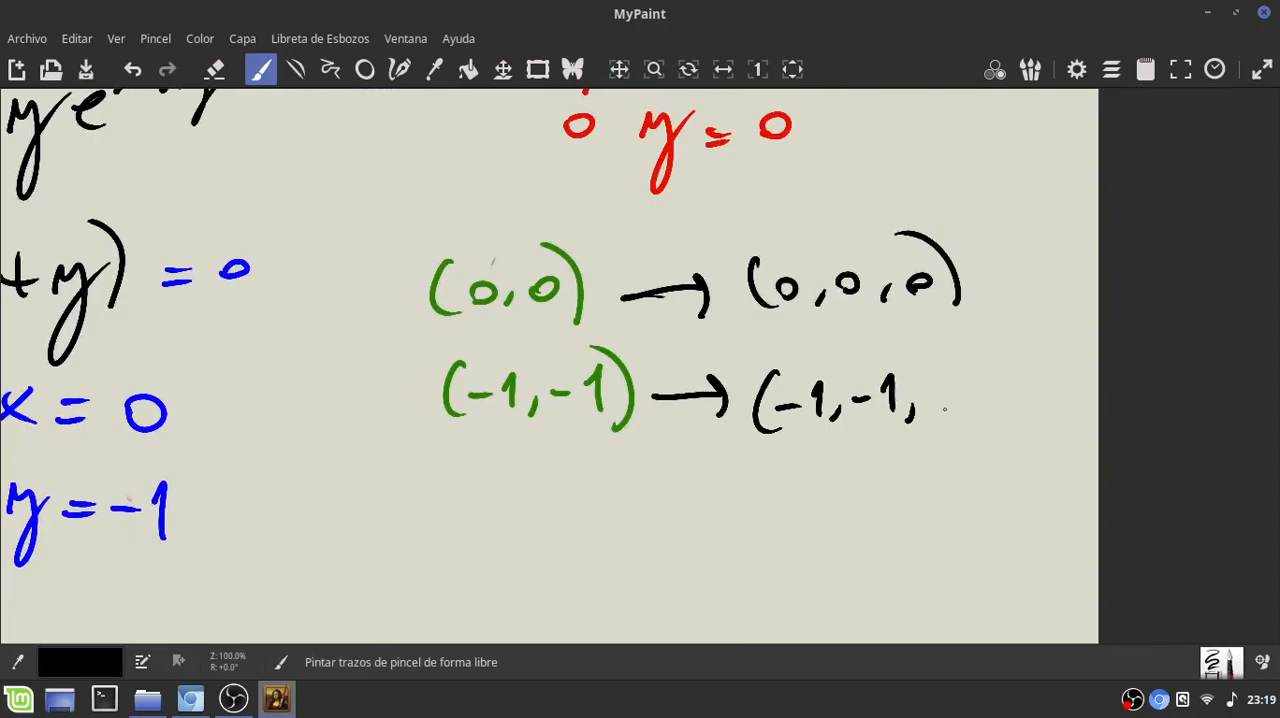 MyPaint
Archivo Editar Ver Pincel Color Capa Libreta de Esbozos Ventana Ayuda
y e
0 y = 0
+y) = 0
(0,0) → (0,0,0)
(-1,-1) → (-1,-1,
x = 0
y = -1
Z: 100.0%
R: +0.0°
Pintar trazos de pincel de forma libre
23:19